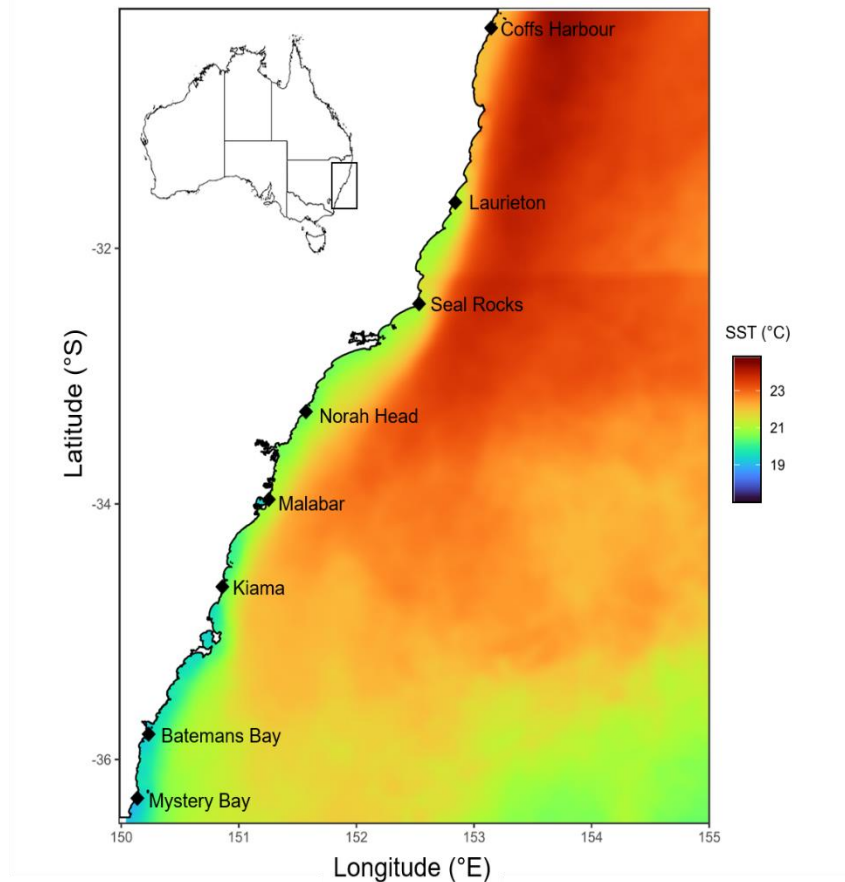 Coffs Harbour
Laurieton
-32
Seal Rocks
SST (°C)
23
21
19
Norah Head
Latitude (°S)
-34
Malabar
Kiama
Batemans Bay
-36
Mystery Bay
150
151
152
153
154
155
Longitude (°E)